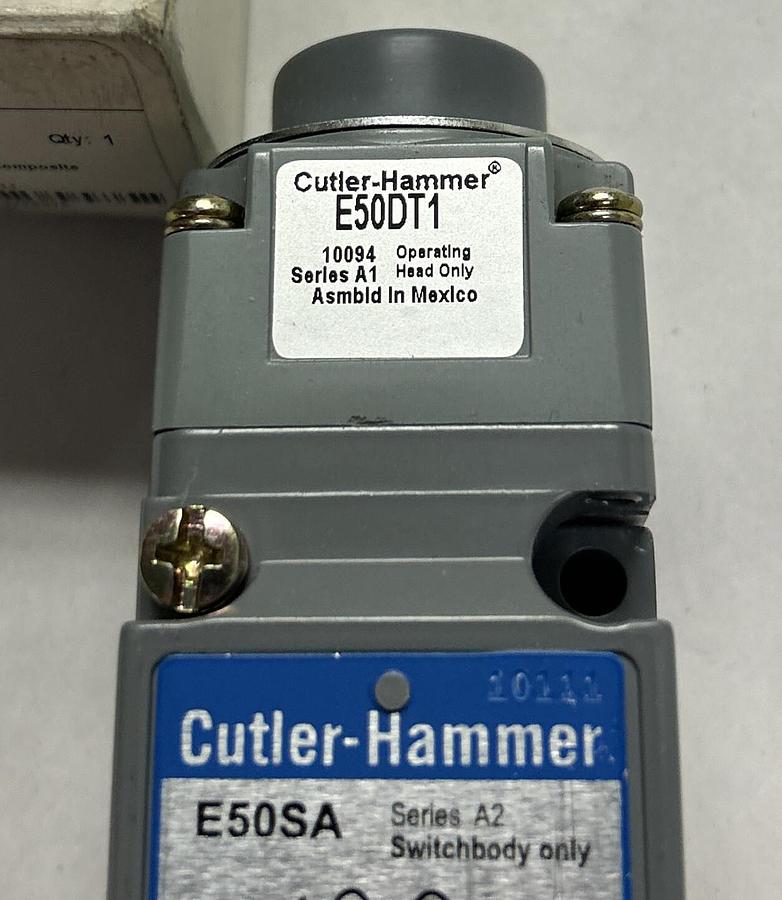 Qty: 1
omposite
Cutler-Hammer®
E50DT1
10094 Operating
Series A1 Head Only
Asmbld In Mexico
10111
Cutler-Hammer
E50SA Series A2
Switchbody only